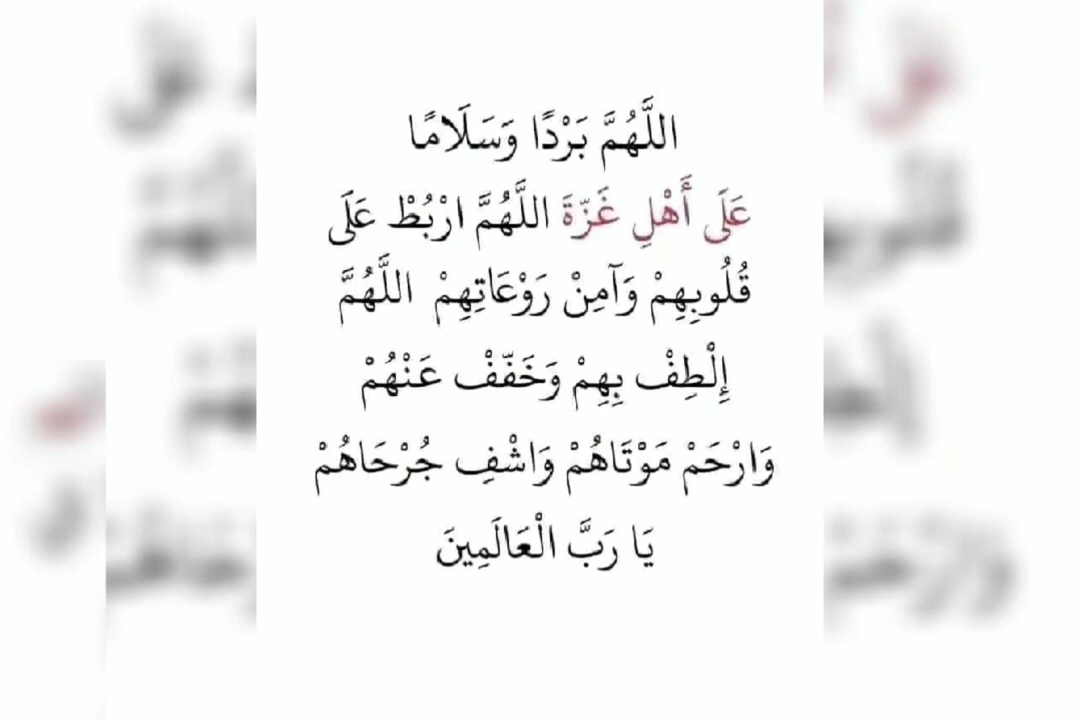 اللَّهُمَّ بَرْدًا وَسَلَامًا
عَلَى أَهْلِ غَزَّةَ اللَّهُمَّ ارْبُطْ عَلَى
قُلُوبِهِمْ وَآمِنْ رَوْعَاتِهِمْ اللَّهُمَّ
إِلْطِفْ بِهِمْ وَخَفِّفْ عَنْهُمْ
وَارْحَمْ مَوْتَاهُمْ وَاشْفِ جُرْحَاهُمْ
يَا رَبَّ الْعَالَمِينَ